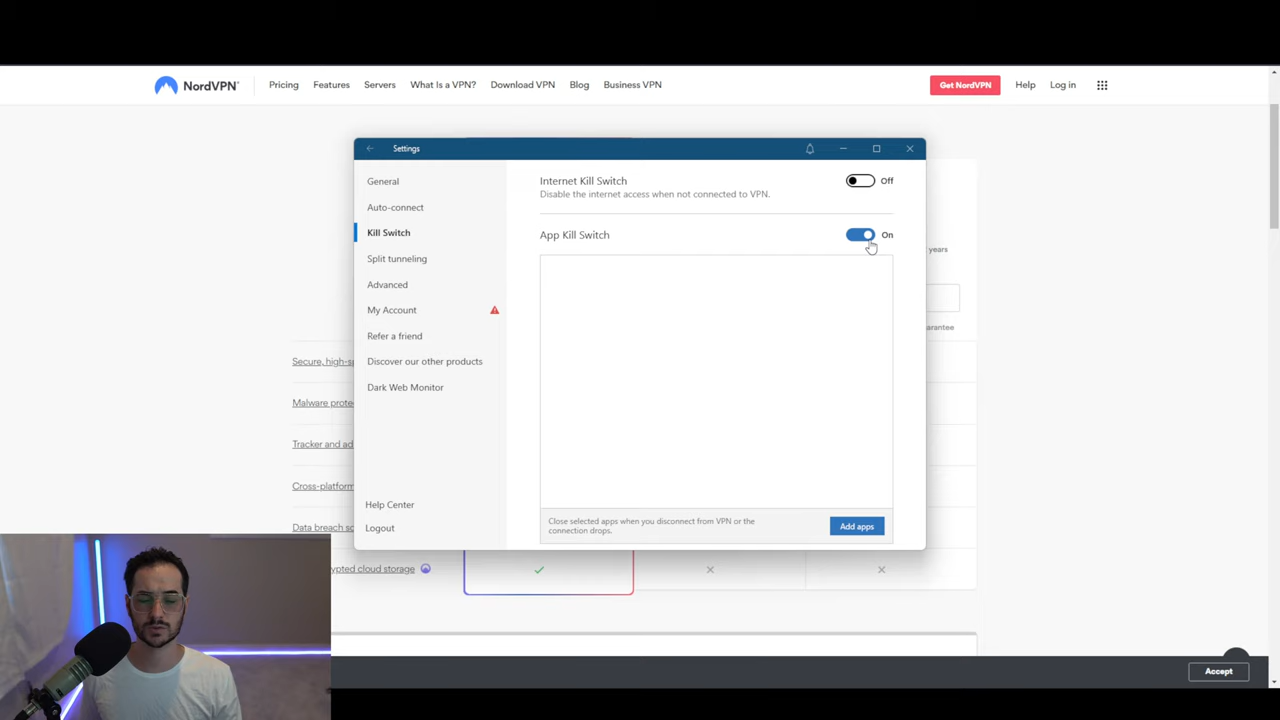 NordVPN®
Pricing
Features
Servers
What Is a VPN?
Download VPN
Blog
Business VPN
Get NordVPN
Help
Log in
Settings
General
Auto-connect
Kill Switch
Split tunneling
Advanced
My Account
Refer a friend
Discover our other products
Dark Web Monitor
Help Center
Logout
Internet Kill Switch
Off
Disable the internet access when not connected to VPN.
App Kill Switch
On
Close selected apps when you disconnect from VPN or the
connection drops.
Add apps
years
arantee
Secure, high-s
Malware prote
Tracker and ad
Cross-platform
Data breach sc
ypted cloud storage
Accept